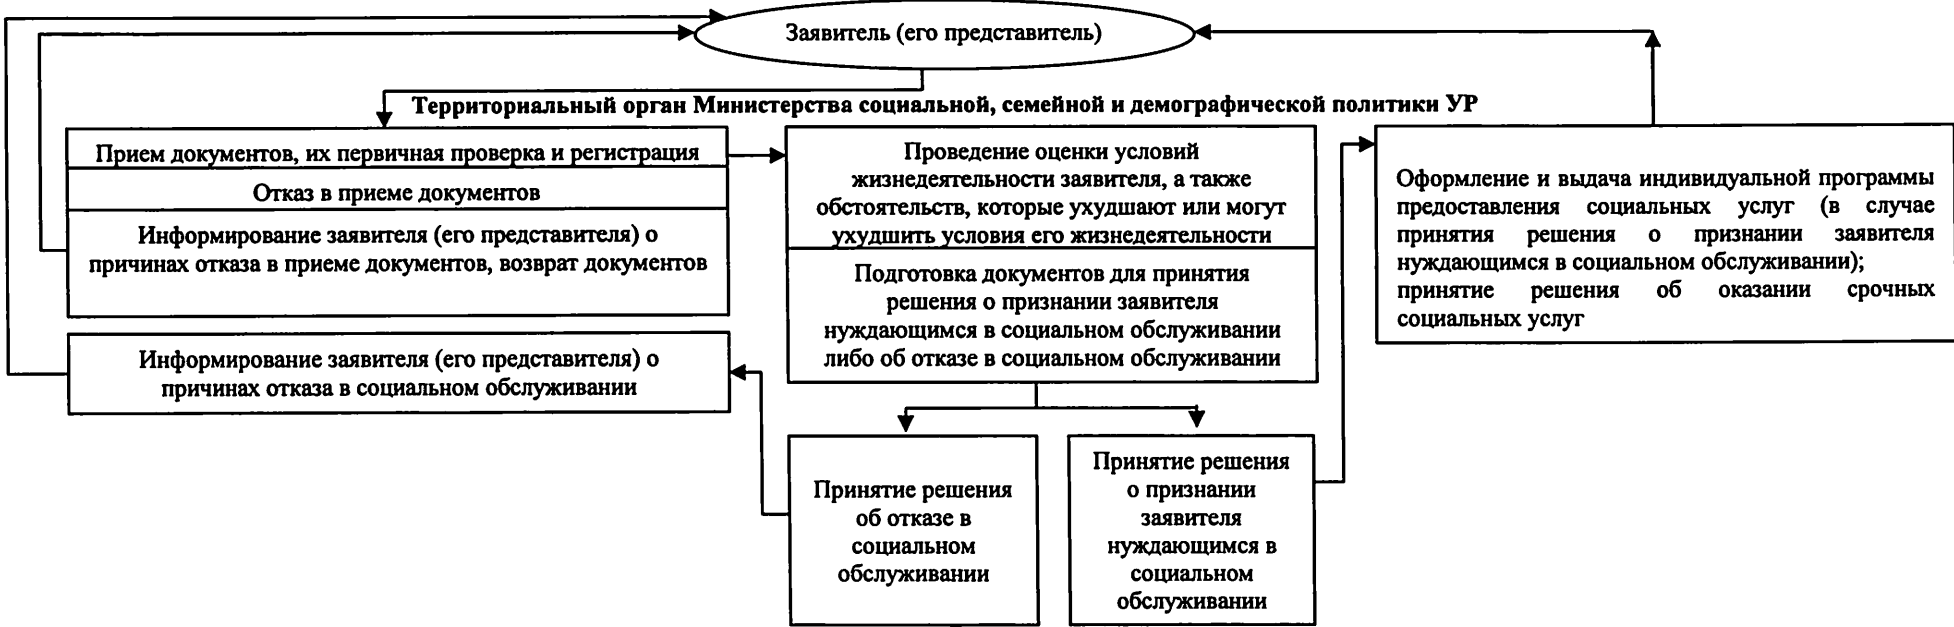 Заявитель (его представитель)
Территориальный орган Министерства социальной, семейной и демографической политики УР
Прием документов, их первичная проверка и регистрация
Отказ в приеме документов
Информирование заявителя (его представителя) о
причинах отказа в приеме документов, возврат документов
Информирование заявителя (его представителя) о
причинах отказа в социальном обслуживании
Проведение оценки условий
жизнедеятельности заявителя, а также
обстоятельств, которые ухудшают или могут
ухудшить условия его жизнедеятельности
Подготовка документов для принятия
решения о признании заявителя
нуждающимся в социальном обслуживании
либо об отказе в социальном обслуживании
Принятие решения
об отказе в
социальном
обслуживании
Принятие решения
о признании
заявителя
нуждающимся в
социальном
обслуживании
Оформление и выдача индивидуальной программы
предоставления социальных услуг (в случае
принятия решения о признании заявителя
нуждающимся в социальном обслуживании);
принятие решения об оказании срочных
социальных услуг